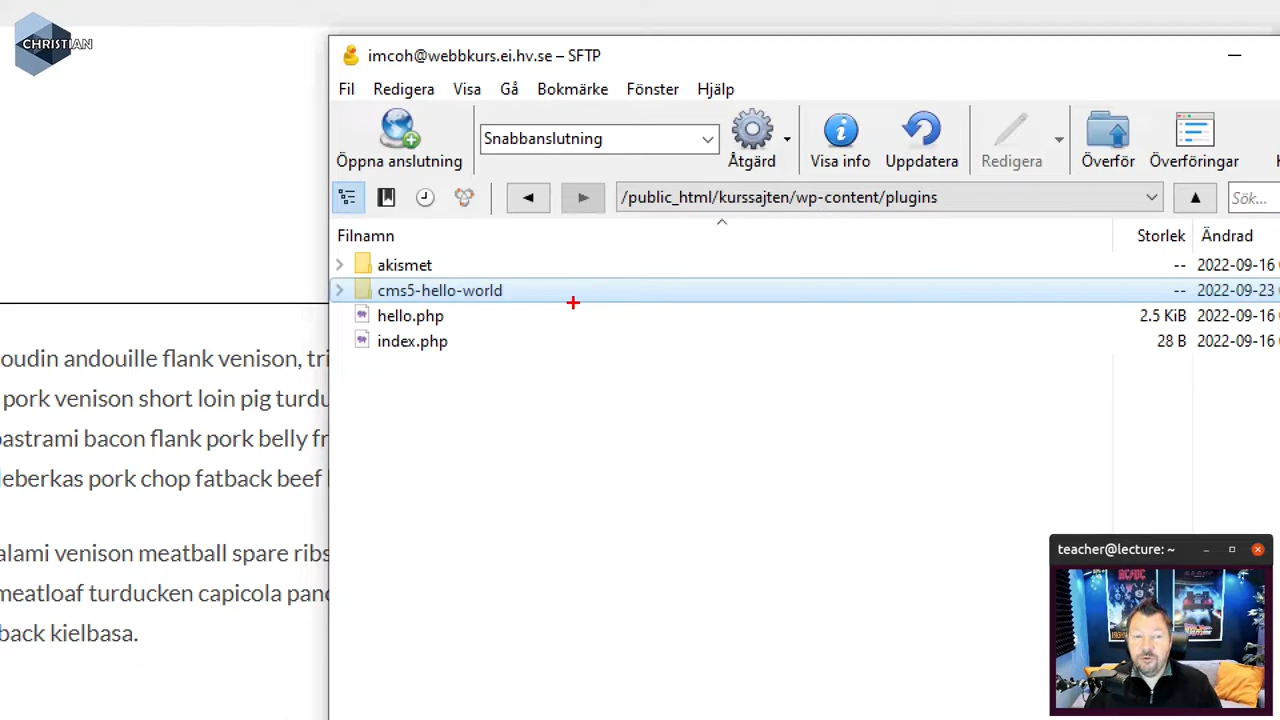 CHRISTIAN
imcoh@webbkurs.ei.hv.se – SFTP
Fil Redigera Visa Gå Bokmärke Fönster Hjälp
Öppna anslutning
Snabbanslutning
Åtgärd
Visa info
Uppdatera
Redigera
Överför
Överföringar
/public_html/kurssajten/wp-content/plugins
Sök...
Filnamn Storlek Ändrad
akismet -- 2022-09-16
cms5-hello-world -- 2022-09-23
hello.php 2.5 KiB 2022-09-16
index.php 28 B 2022-09-16
oudin andouille flank venison, tri
pork venison short loin pig turdu
pastrami bacon flank pork belly fr
leberkas pork chop fatback beef
alami venison meatball spare ribs
meatloaf turducken capicola panc
back kielbasa.
teacher@lecture: ~
AC/DC